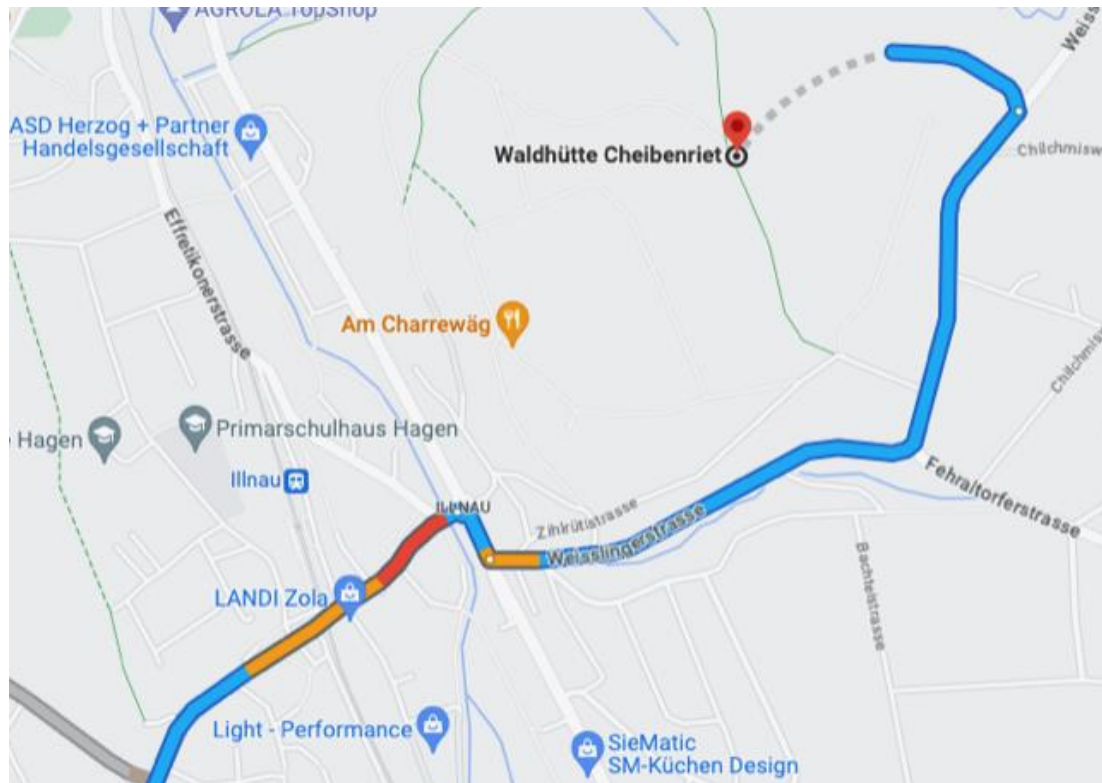 AGROLA TopShop
Weiss
ASD Herzog + Partner
Handelsgesellschaft
Waldhütte Cheibenriet
Chilchmisw
Effretikonerstrasse
Am Charrewäg
Chilchmisw
Hagen
Primarschulhaus Hagen
Illnau
ILLNAU
Fehraltorferstrasse
Zihlrütistrasse
Weisslingerstrasse
Bachtelstrasse
LANDI Zola
Light - Performance
SieMatic
SM-Küchen Design